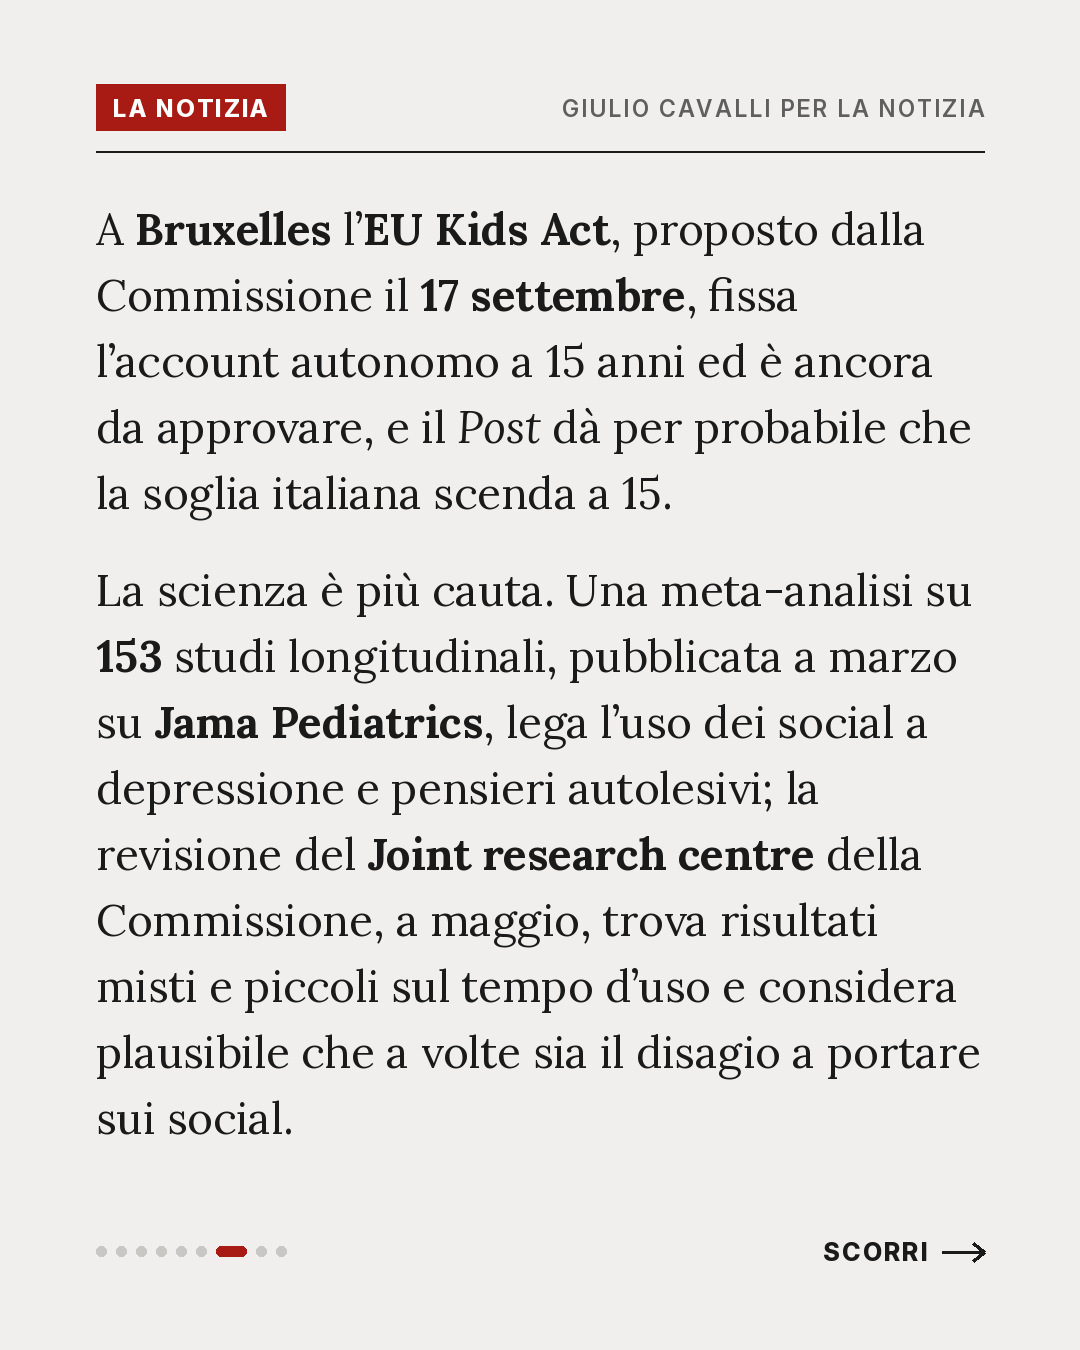 LA NOTIZIA
GIULIO CAVALLI PER LA NOTIZIA
A Bruxelles l’EU Kids Act, proposto dalla
Commissione il 17 settembre, fissa
l’account autonomo a 15 anni ed è ancora
da approvare, e il Post dà per probabile che
la soglia italiana scenda a 15.
La scienza è più cauta. Una meta-analisi su
153 studi longitudinali, pubblicata a marzo
su Jama Pediatrics, lega l’uso dei social a
depressione e pensieri autolesivi; la
revisione del Joint research centre della
Commissione, a maggio, trova risultati
misti e piccoli sul tempo d’uso e considera
plausibile che a volte sia il disagio a portare
sui social.
SCORRI